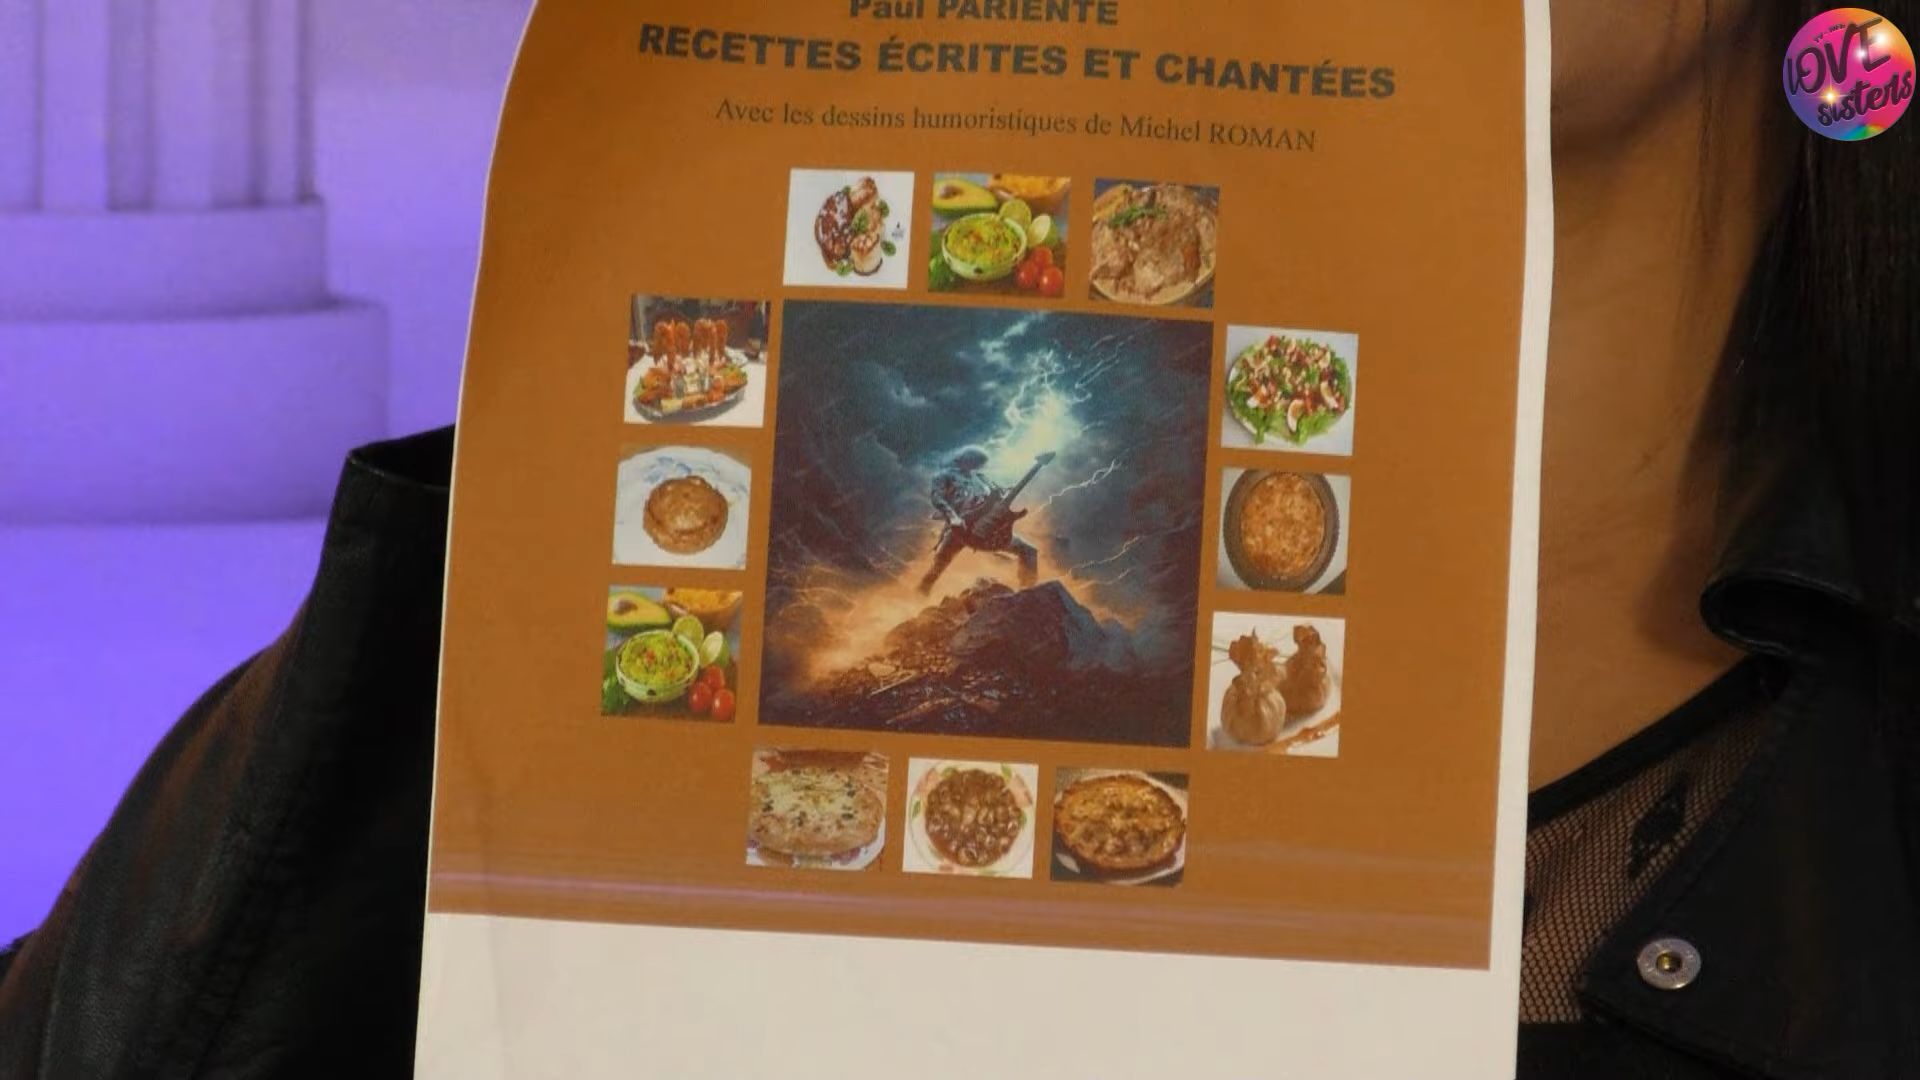 Paul PARIENTE
RECETTES ÉCRITES ET CHANTÉES
Avec les dessins humoristiques de Michel ROMAN
LOVE
sisters